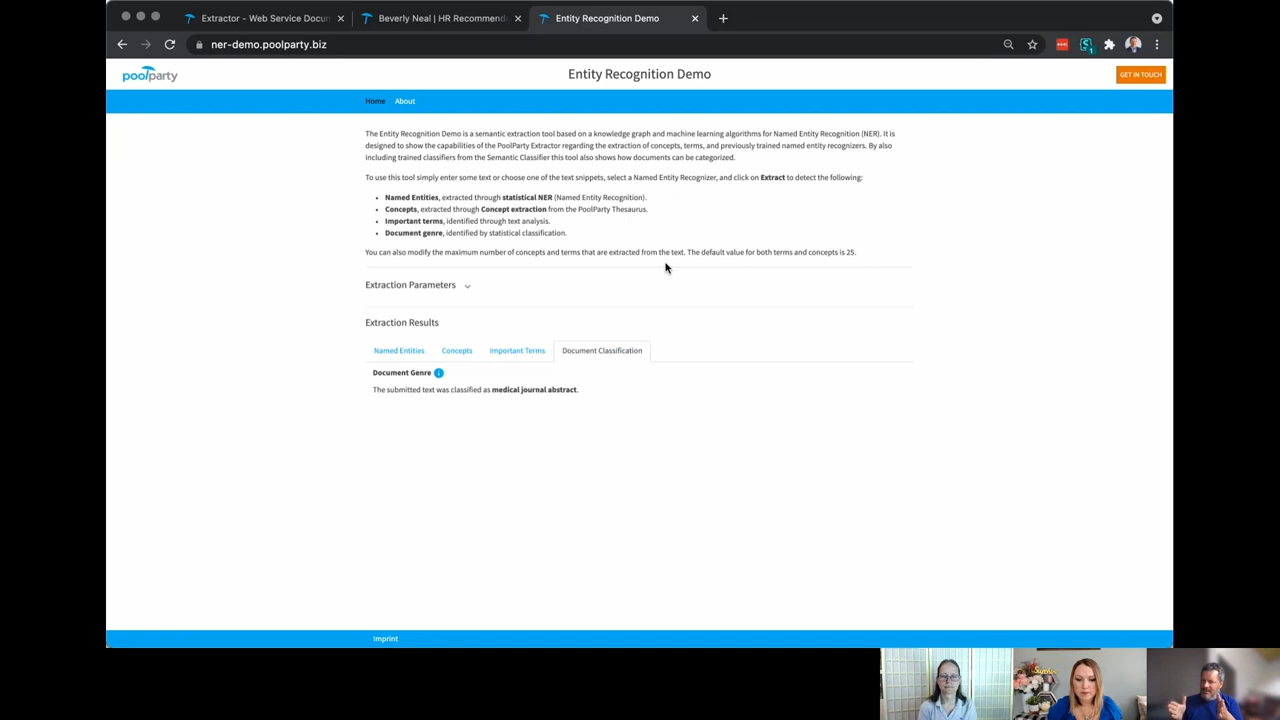 Extractor - Web Service Docun
Beverly Neal | HR Recommend
Entity Recognition Demo
ner-demo.poolparty.biz
poolparty
Entity Recognition Demo
GET IN TOUCH
Home About
The Entity Recognition Demo is a semantic extraction tool based on a knowledge graph and machine learning algorithms for Named Entity Recognition (NER). It is
designed to show the capabilities of the PoolParty Extractor regarding the extraction of concepts, terms, and previously trained named entity recognizers. By also
including trained classifiers from the Semantic Classifier this tool also shows how documents can be categorized.
To use this tool simply enter some text or choose one of the text snippets, select a Named Entity Recognizer, and click on Extract to detect the following:
• Named Entities, extracted through statistical NER (Named Entity Recognition).
• Concepts, extracted through Concept extraction from the PoolParty Thesaurus.
• Important terms, identified through text analysis.
• Document genre, identified by statistical classification.
You can also modify the maximum number of concepts and terms that are extracted from the text. The default value for both terms and concepts is 25.
Extraction Parameters
Extraction Results
Named Entities Concepts Important Terms Document Classification
Document Genre i
The submitted text was classified as medical journal abstract.
Imprint